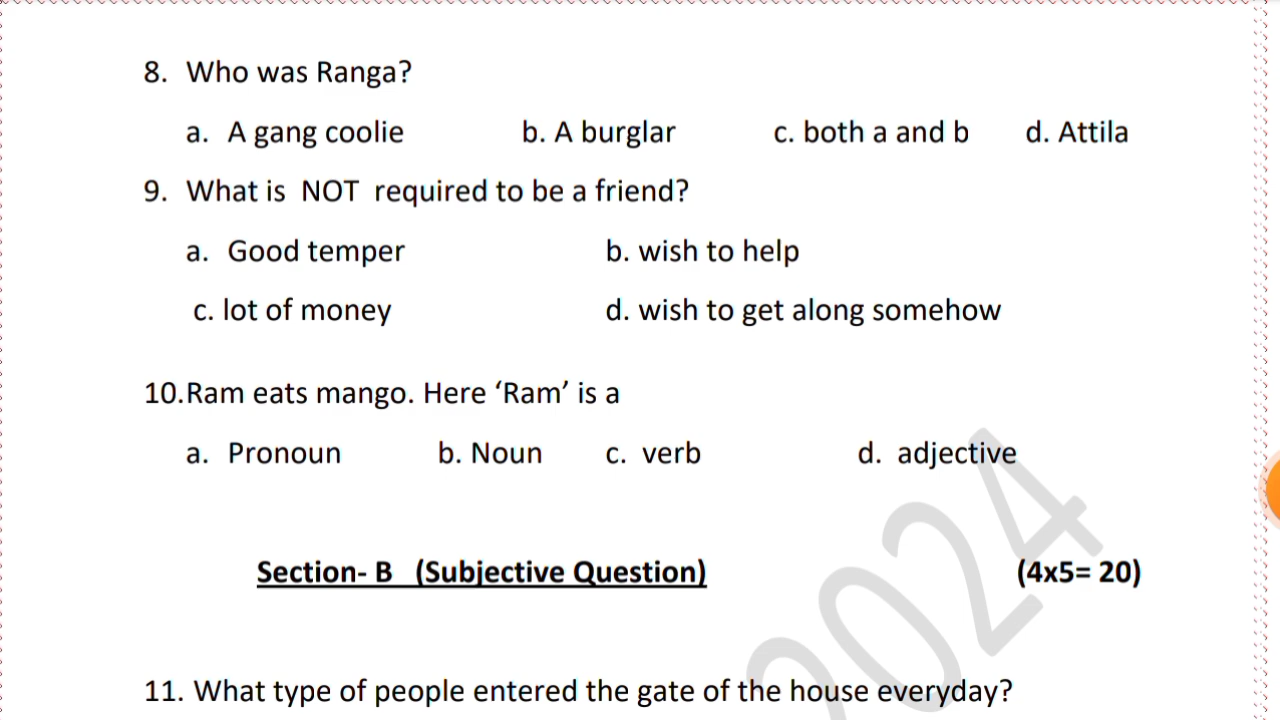 8. Who was Ranga?
a. A gang coolie b. A burglar c. both a and b d. Attila
9. What is NOT required to be a friend?
a. Good temper b. wish to help
c. lot of money d. wish to get along somehow
10.Ram eats mango. Here ‘Ram’ is a
a. Pronoun b. Noun c. verb d. adjective
Section- B (Subjective Question) (4x5= 20)
2024
11. What type of people entered the gate of the house everyday?